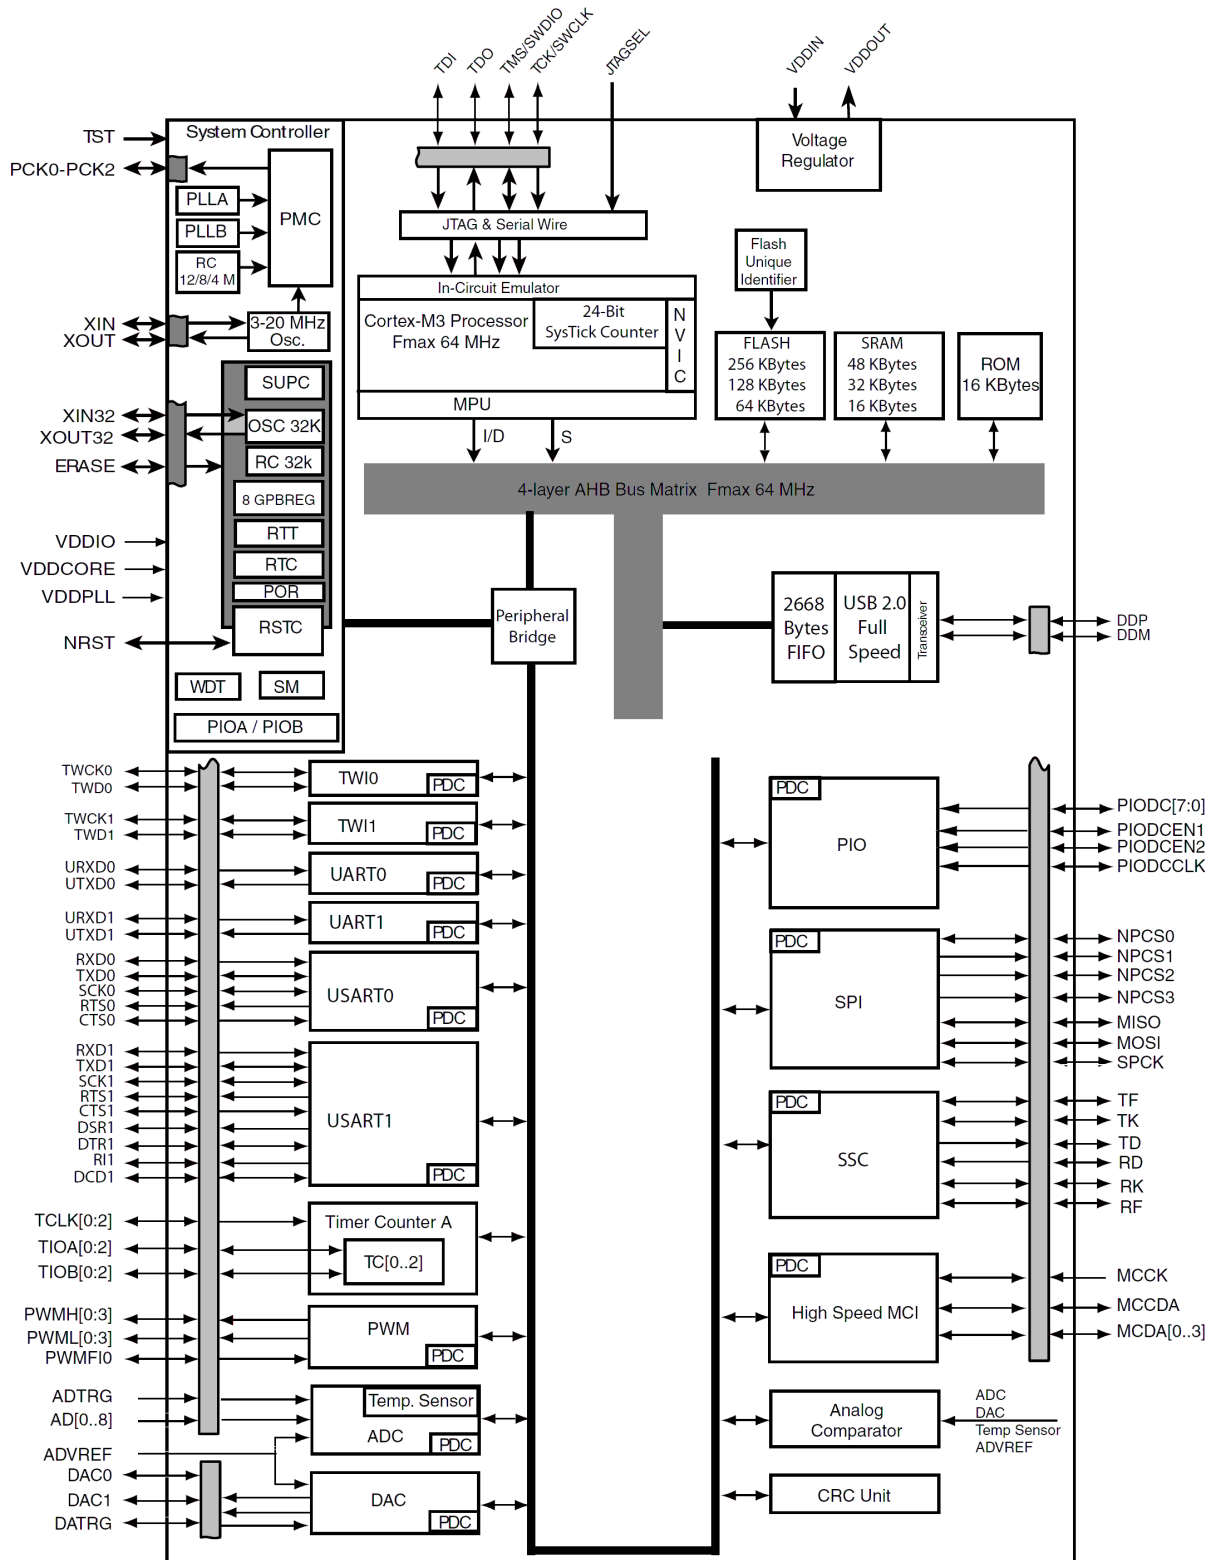 TDI
TDO
TMS/SWDIO
TCK/SWCLK
JTAGSEL
VDDIN
VDDOUT
TST
System Controller
Voltage
Regulator
PCK0-PCK2
PLLA
PMC
PLLB
JTAG & Serial Wire
RC
12/8/4 M
Flash
Unique
Identifier
In-Circuit Emulator
XIN
XOUT
3-20 MHz
Osc.
Cortex-M3 Processor
Fmax 64 MHz
24-Bit
SysTick Counter
N
V
I
C
FLASH
256 KBytes
128 KBytes
64 KBytes
SRAM
48 KBytes
32 KBytes
16 KBytes
ROM
16 KBytes
SUPC
MPU
XIN32
XOUT32
OSC 32K
I/D
S
ERASE
RC 32k
4-layer AHB Bus Matrix Fmax 64 MHz
8 GPBREG
RTT
VDDIO
RTC
VDDCORE
POR
VDDPLL
RSTC
NRST
Peripheral
Bridge
2668
Bytes
FIFO
USB 2.0
Full
Speed
Transceiver
DDP
DDM
WDT
SM
PIOA / PIOB
TWCK0
TWD0
TWI0
PDC
TWCK1
TWD1
TWI1
PDC
URXD0
UTXD0
UART0
PDC
URXD1
UTXD1
UART1
PDC
RXD0
TXD0
SCK0
RTS0
CTS0
USART0
PDC
RXD1
TXD1
SCK1
RTS1
CTS1
DSR1
DTR1
RI1
DCD1
USART1
PDC
TCLK[0:2]
TIOA[0:2]
TIOB[0:2]
Timer Counter A
TC[0..2]
PWMH[0:3]
PWML[0:3]
PWMFI0
PWM
PDC
ADTRG
AD[0..8]
ADVREF
Temp. Sensor
ADC
PDC
DAC0
DAC1
DATRG
DAC
PDC
PDC
PIO
PIODC[7:0]
PIODCEN1
PIODCEN2
PIODCCLK
PDC
SPI
NPCS0
NPCS1
NPCS2
NPCS3
MISO
MOSI
SPCK
PDC
SSC
TF
TK
TD
RD
RK
RF
PDC
High Speed MCI
MCCK
MCCDA
MCDA[0..3]
Analog
Comparator
ADC
DAC
Temp Sensor
ADVREF
CRC Unit